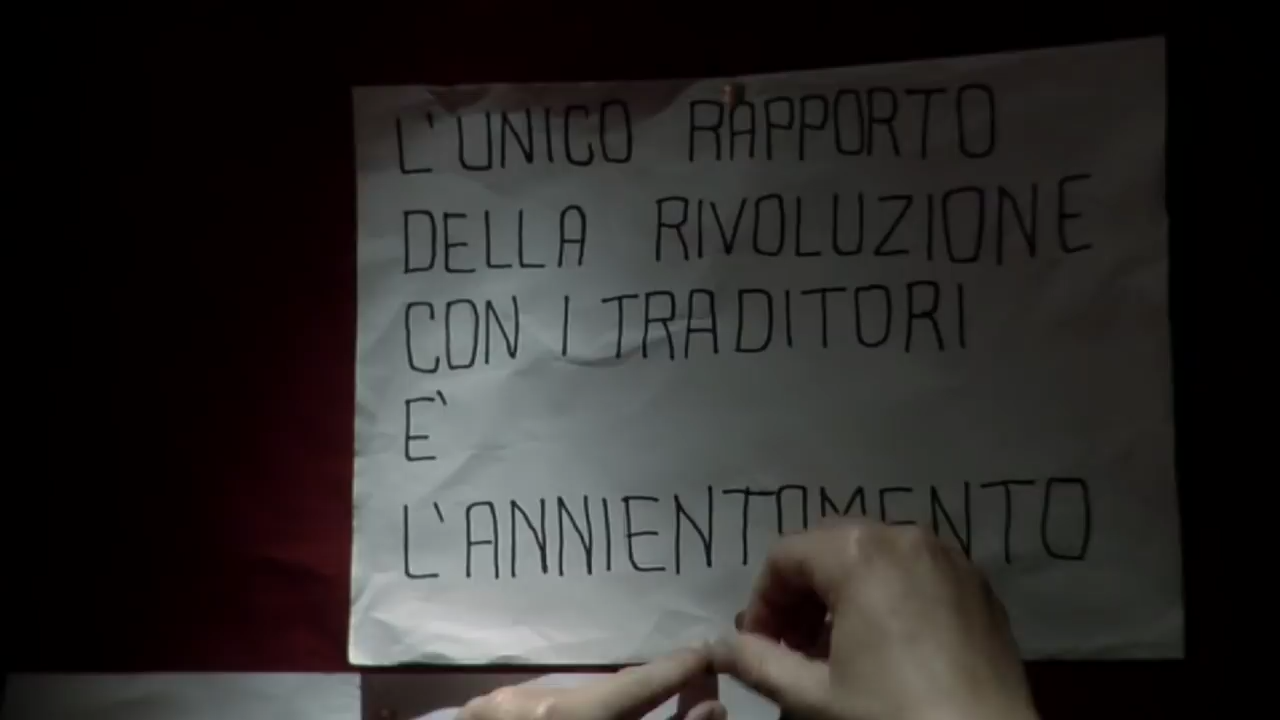 L'UNICO RAPPORTO
DELLA RIVOLUZIONE
CON I TRADITORI
E'
L'ANNIENTAMENTO